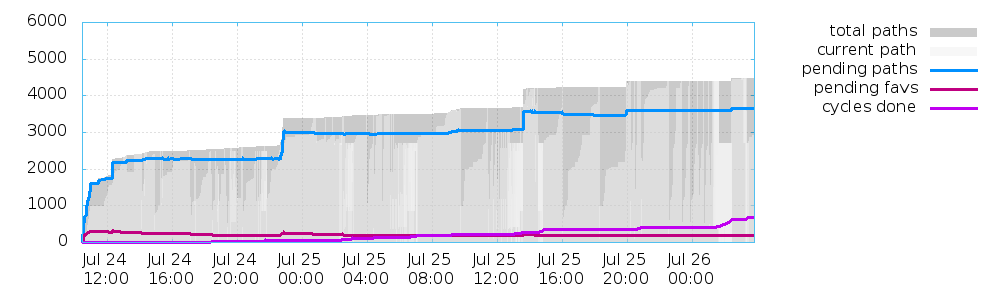 6000
5000
4000
3000
2000
1000
0
Jul 24 Jul 24 Jul 24 Jul 25 Jul 25 Jul 25 Jul 25 Jul 25 Jul 25 Jul 26
12:00 16:00 20:00 00:00 04:00 08:00 12:00 16:00 20:00 00:00
total paths
current path
pending paths
pending favs
cycles done